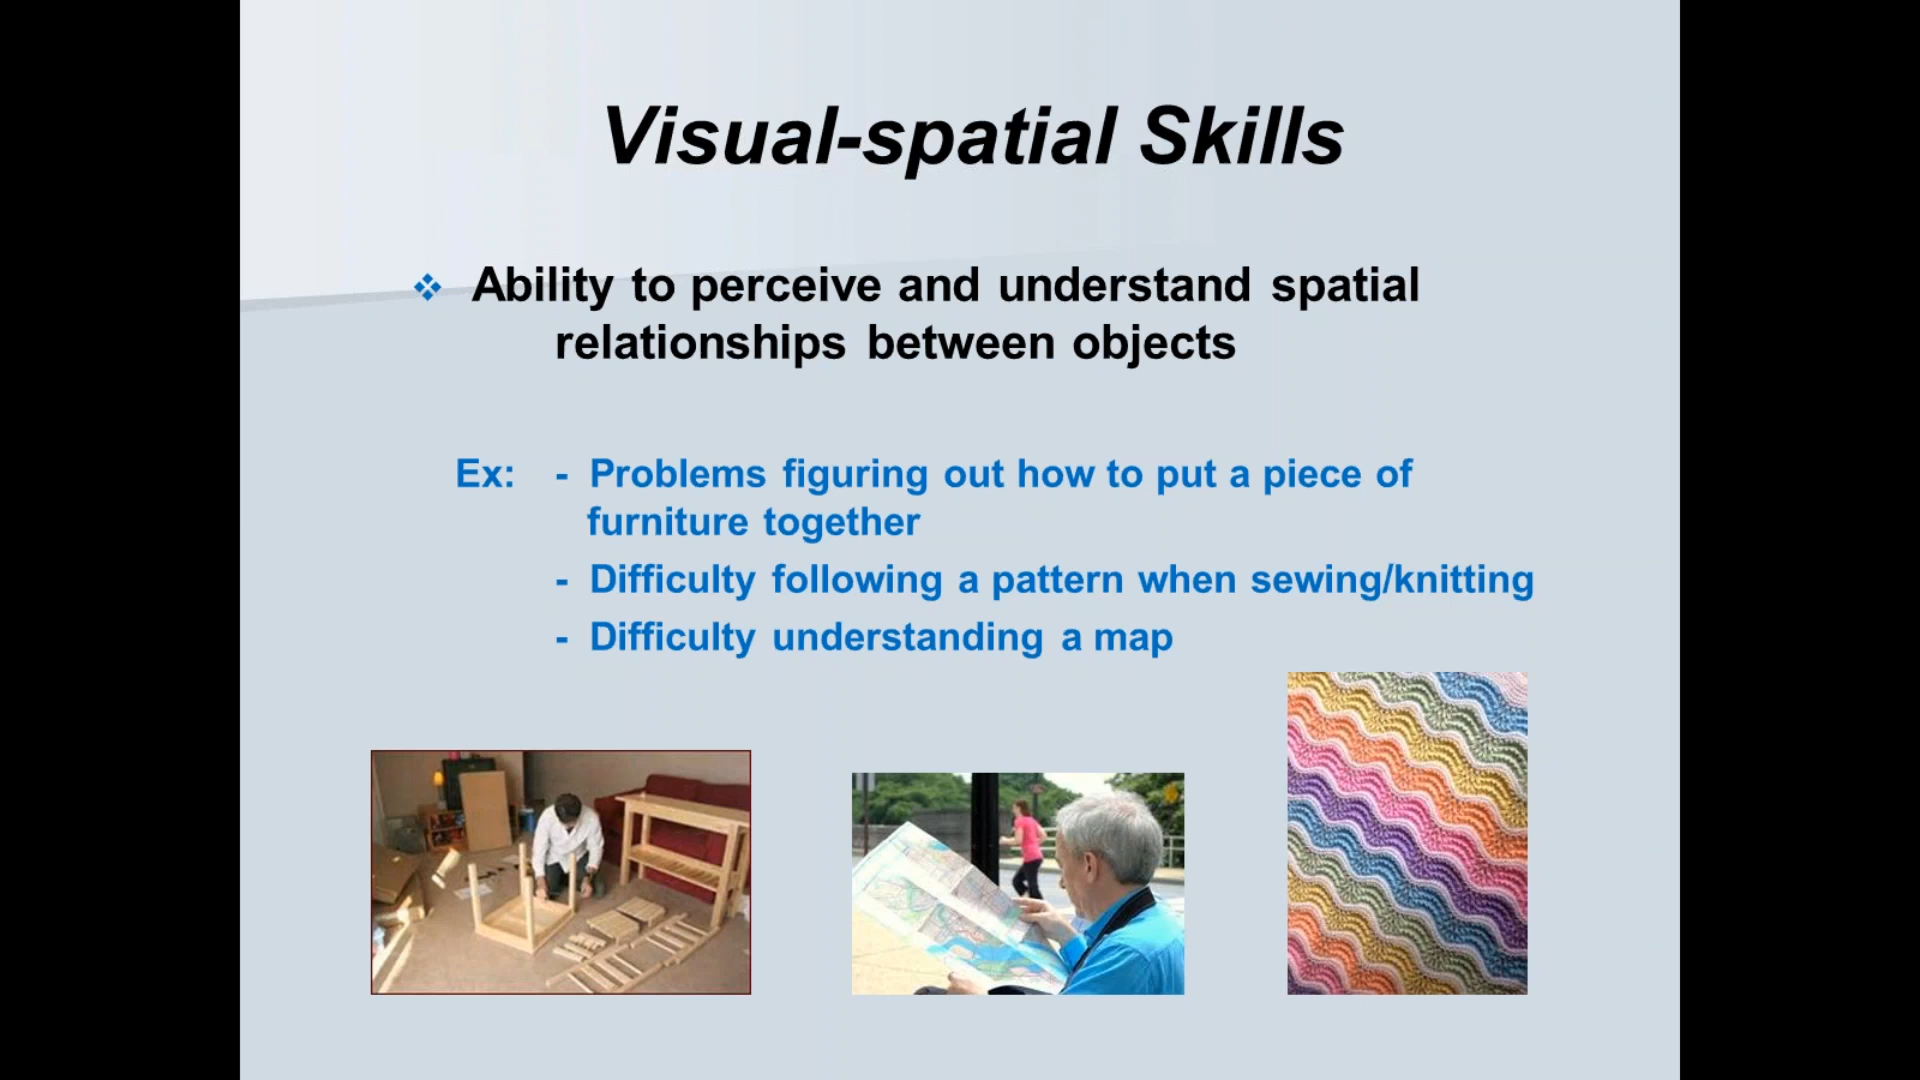 Visual-spatial Skills
❖ Ability to perceive and understand spatial
relationships between objects
Ex: - Problems figuring out how to put a piece of
furniture together
- Difficulty following a pattern when sewing/knitting
- Difficulty understanding a map